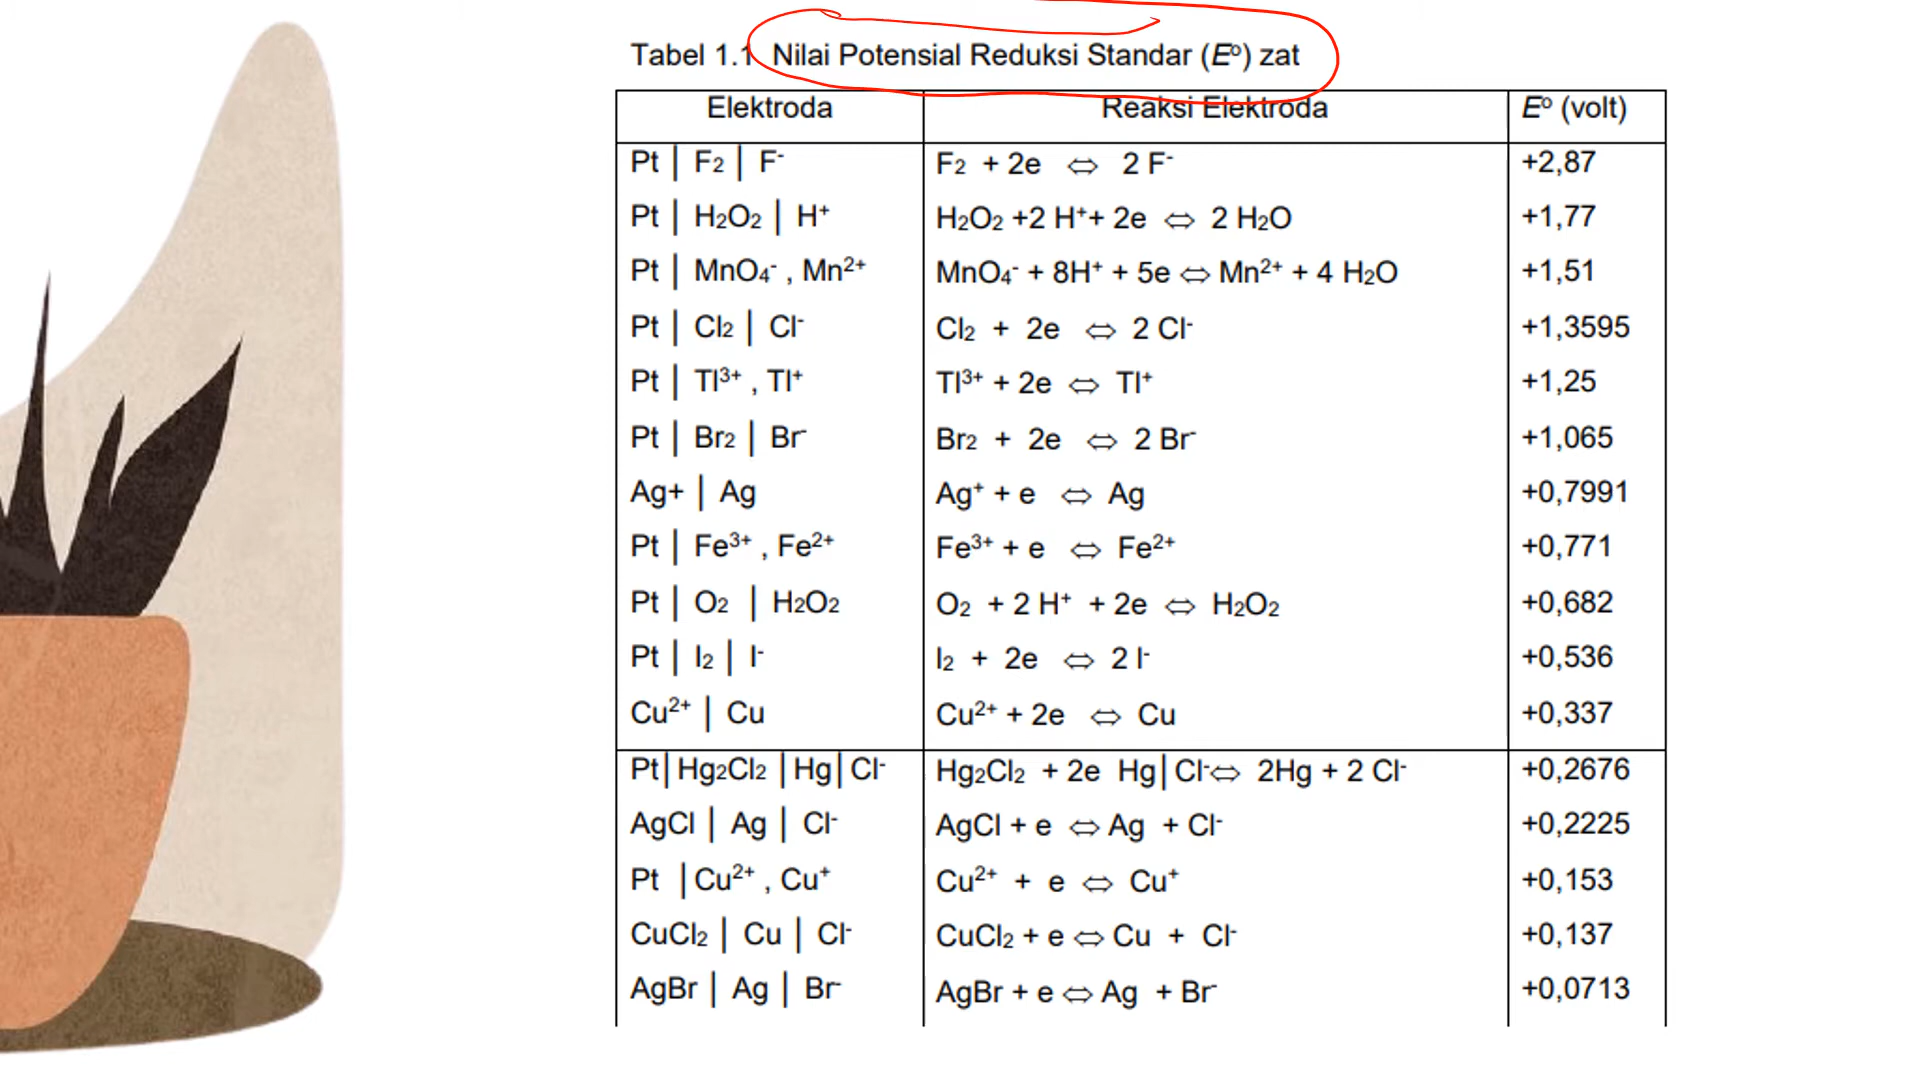 Tabel 1.1 Nilai Potensial Reduksi Standar (Eº) zat
Elektroda Reaksi Elektroda Eº (volt)
Pt | F₂ | F⁻ F₂ + 2e ⇔ 2 F⁻ +2,87
Pt | H₂O₂ | H⁺ H₂O₂ +2 H⁺+ 2e ⇔ 2 H₂O +1,77
Pt | MnO₄⁻ , Mn²⁺ MnO₄⁻ + 8H⁺ + 5e ⇔ Mn²⁺ + 4 H₂O +1,51
Pt | Cl₂ | Cl⁻ Cl₂ + 2e ⇔ 2 Cl⁻ +1,3595
Pt | Tl³⁺ , Tl⁺ Tl³⁺ + 2e ⇔ Tl⁺ +1,25
Pt | Br₂ | Br⁻ Br₂ + 2e ⇔ 2 Br⁻ +1,065
Ag+ | Ag Ag⁺ + e ⇔ Ag +0,7991
Pt | Fe³⁺ , Fe²⁺ Fe³⁺ + e ⇔ Fe²⁺ +0,771
Pt | O₂ | H₂O₂ O₂ + 2 H⁺ + 2e ⇔ H₂O₂ +0,682
Pt | I₂ | I⁻ I₂ + 2e ⇔ 2 I⁻ +0,536
Cu²⁺ | Cu Cu²⁺ + 2e ⇔ Cu +0,337
Pt|Hg₂Cl₂ |Hg|Cl⁻ Hg₂Cl₂ + 2e Hg|Cl⁻⇔ 2Hg + 2 Cl⁻ +0,2676
AgCl | Ag | Cl⁻ AgCl + e ⇔ Ag + Cl⁻ +0,2225
Pt |Cu²⁺ , Cu⁺ Cu²⁺ + e ⇔ Cu⁺ +0,153
CuCl₂ | Cu | Cl⁻ CuCl₂ + e ⇔ Cu + Cl⁻ +0,137
AgBr | Ag | Br⁻ AgBr + e ⇔ Ag + Br⁻ +0,0713